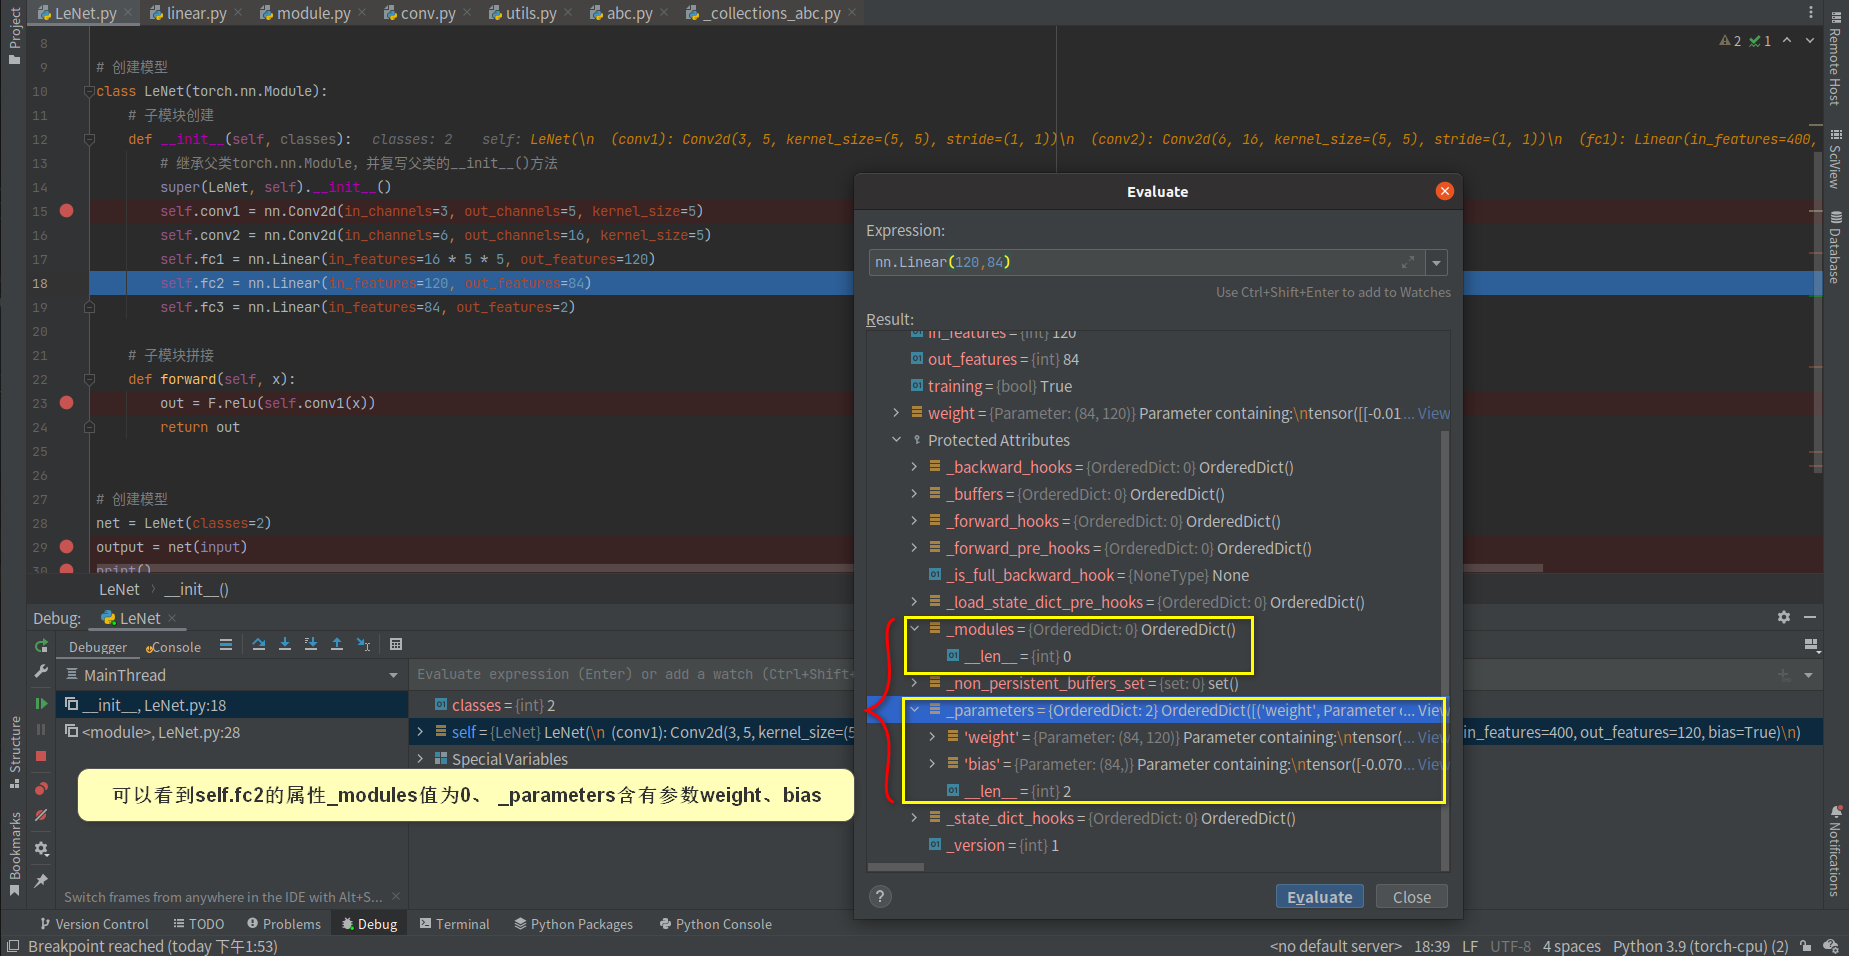 Project
LeNet.py
linear.py
module.py
conv.py
utils.py
abc.py
_collections_abc.py
2 1
8
9 # 创建模型
10 class LeNet(torch.nn.Module):
11 # 子模块创建
12 def __init__(self, classes): classes: 2 self: LeNet(\n (conv1): Conv2d(3, 5, kernel_size=(5, 5), stride=(1, 1))\n (conv2): Conv2d(6, 16, kernel_size=(5, 5), stride=(1, 1))\n (fc1): Linear(in_features=400,
13 # 继承父类torch.nn.Module，并复写父类的__init__()方法
14 super(LeNet, self).__init__()
15 self.conv1 = nn.Conv2d(in_channels=3, out_channels=5, kernel_size=5)
16 self.conv2 = nn.Conv2d(in_channels=6, out_channels=16, kernel_size=5)
17 self.fc1 = nn.Linear(in_features=16 * 5 * 5, out_features=120)
18 self.fc2 = nn.Linear(in_features=120, out_features=84)
19 self.fc3 = nn.Linear(in_features=84, out_features=2)
20
21 # 子模块拼接
22 def forward(self, x):
23 out = F.relu(self.conv1(x))
24 return out
25
26
27 # 创建模型
28 net = LeNet(classes=2)
29 output = net(input)
30 print()
LeNet › __init__()
Remote Host
SciView
Database
Notifications
Evaluate
Expression:
nn.Linear(120,84)
Use Ctrl+Shift+Enter to add to Watches
Result:
in_features = {int} 120
out_features = {int} 84
training = {bool} True
weight = {Parameter: (84, 120)} Parameter containing:\ntensor([[-0.01... View
Protected Attributes
_backward_hooks = {OrderedDict: 0} OrderedDict()
_buffers = {OrderedDict: 0} OrderedDict()
_forward_hooks = {OrderedDict: 0} OrderedDict()
_forward_pre_hooks = {OrderedDict: 0} OrderedDict()
_is_full_backward_hook = {NoneType} None
_load_state_dict_pre_hooks = {OrderedDict: 0} OrderedDict()
_modules = {OrderedDict: 0} OrderedDict()
__len__ = {int} 0
_non_persistent_buffers_set = {set: 0} set()
_parameters = {OrderedDict: 2} OrderedDict([('weight', Parameter c... View
'weight' = {Parameter: (84, 120)} Parameter containing:\ntensor(... View
'bias' = {Parameter: (84,)} Parameter containing:\ntensor([-0.070... View
__len__ = {int} 2
_state_dict_hooks = {OrderedDict: 0} OrderedDict()
_version = {int} 1
?
Evaluate
Close
Debug:
LeNet
Debugger
Console
MainThread
Evaluate expression (Enter) or add a watch (Ctrl+Shift+
__init__, LeNet.py:18
<module>, LeNet.py:28
classes = {int} 2
self = {LeNet} LeNet(\n (conv1): Conv2d(3, 5, kernel_size=(5
in_features=400, out_features=120, bias=True)\n)
Special Variables
可以看到self.fc2的属性_modules值为0、 _parameters含有参数weight、bias
Structure
Bookmarks
Switch frames from anywhere in the IDE with Alt+S...
Version Control
TODO
Problems
Debug
Terminal
Python Packages
Python Console
Breakpoint reached (today 下午1:53)
<no default server>
18:39
LF
UTF-8
4 spaces
Python 3.9 (torch-cpu) (2)